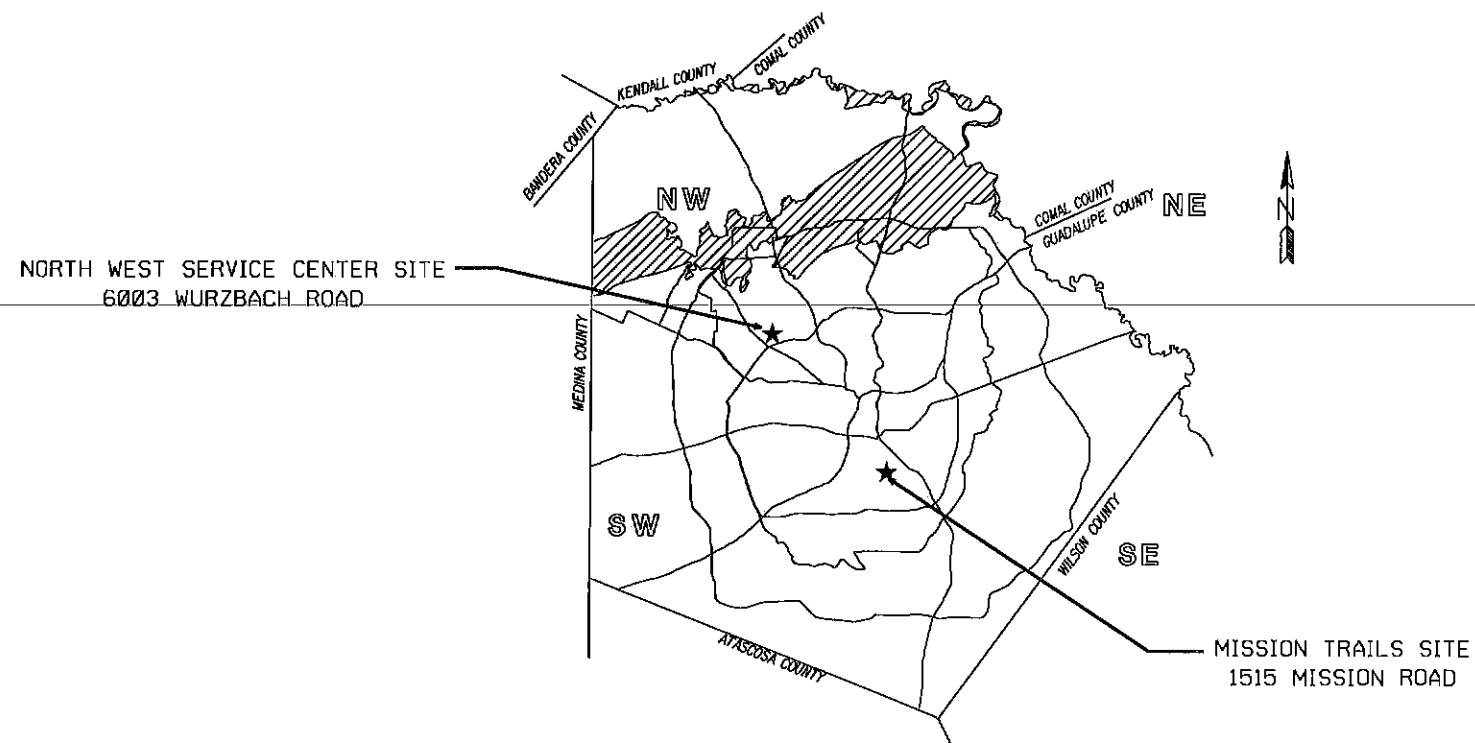 COMAL COUNTY
KENDALL COUNTY
BANDERA COUNTY
NW
COMAL COUNTY
GUADALUPE COUNTY
NE
N
NORTH WEST SERVICE CENTER SITE
6003 WURZBACH ROAD
MEDINA COUNTY
SW
WILSON COUNTY
SE
ATASCOSA COUNTY
MISSION TRAILS SITE
1515 MISSION ROAD